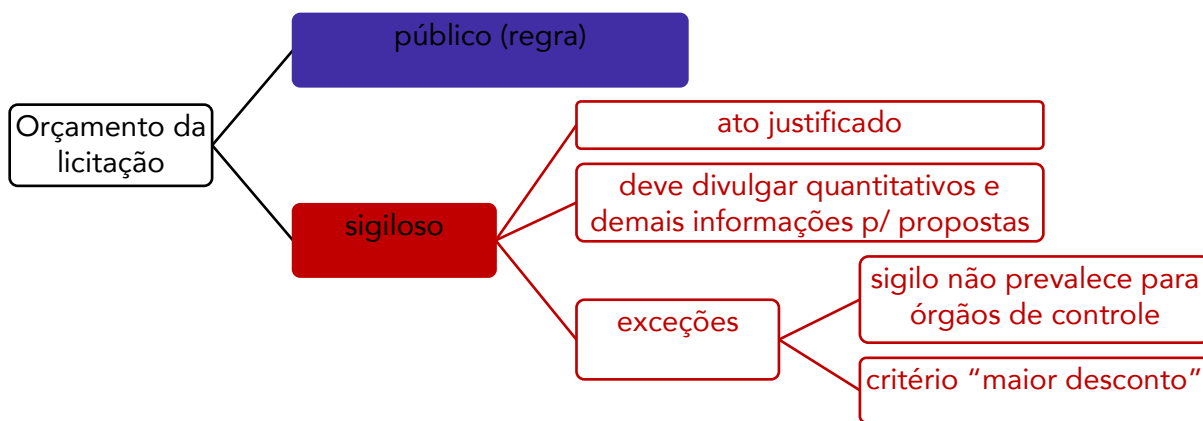 público (regra)
Orçamento da
licitação
ato justificado
deve divulgar quantitativos e
demais informações p/ propostas
sigiloso
sigilo não prevalece para
órgãos de controle
exceções
critério “maior desconto”